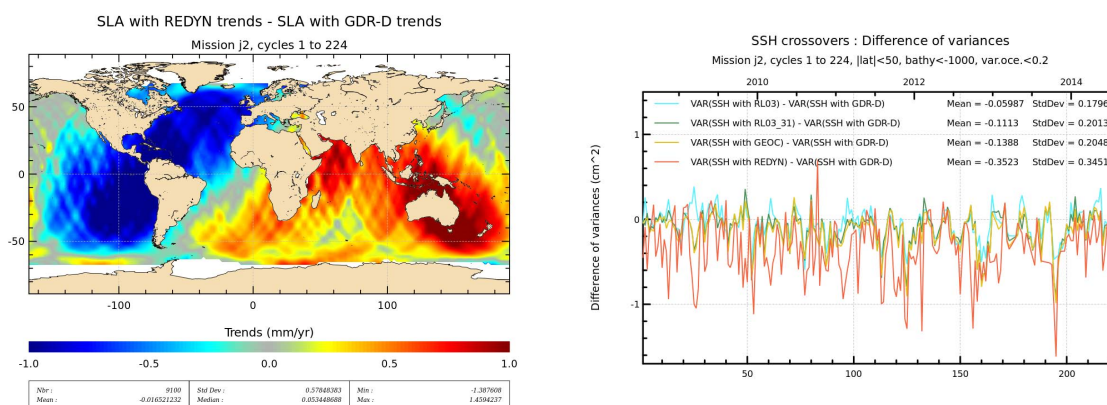 SLA with REDYN trends - SLA with GDR-D trends
Mission j2, cycles 1 to 224
50
0
-50
-100
0
100
Trends (mm/yr)
-1.0
-0.5
0.0
0.5
1.0
Nbr : 9100
Mean : -0.016521232
Std Dev : 0.57848383
Median : 0.053448688
Min : -1.387608
Max : 1.4594237
SSH crossovers : Difference of variances
Mission j2, cycles 1 to 224, ||lat|<50, bathy<-1000, var.oce.<0.2
2010
2012
2014
VAR(SSH with RL03) - VAR(SSH with GDR-D) Mean = -0.05987 StdDev = 0.1796
VAR(SSH with RL03_31) - VAR(SSH with GDR-D) Mean = -0.1113 StdDev = 0.2013
VAR(SSH with GEOC) - VAR(SSH with GDR-D) Mean = -0.1388 StdDev = 0.2048
VAR(SSH with REDYN) - VAR(SSH with GDR-D) Mean = -0.3523 StdDev = 0.3451
Difference of variances (cm^2)
1
0
-1
50
100
150
200